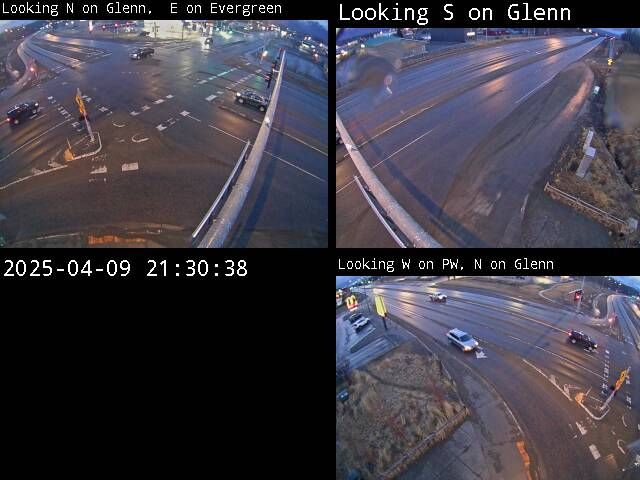 Looking N on Glenn,  E on Evergreen
Looking S on Glenn
2025-04-09 21:30:38
Looking W on PW, N on Glenn